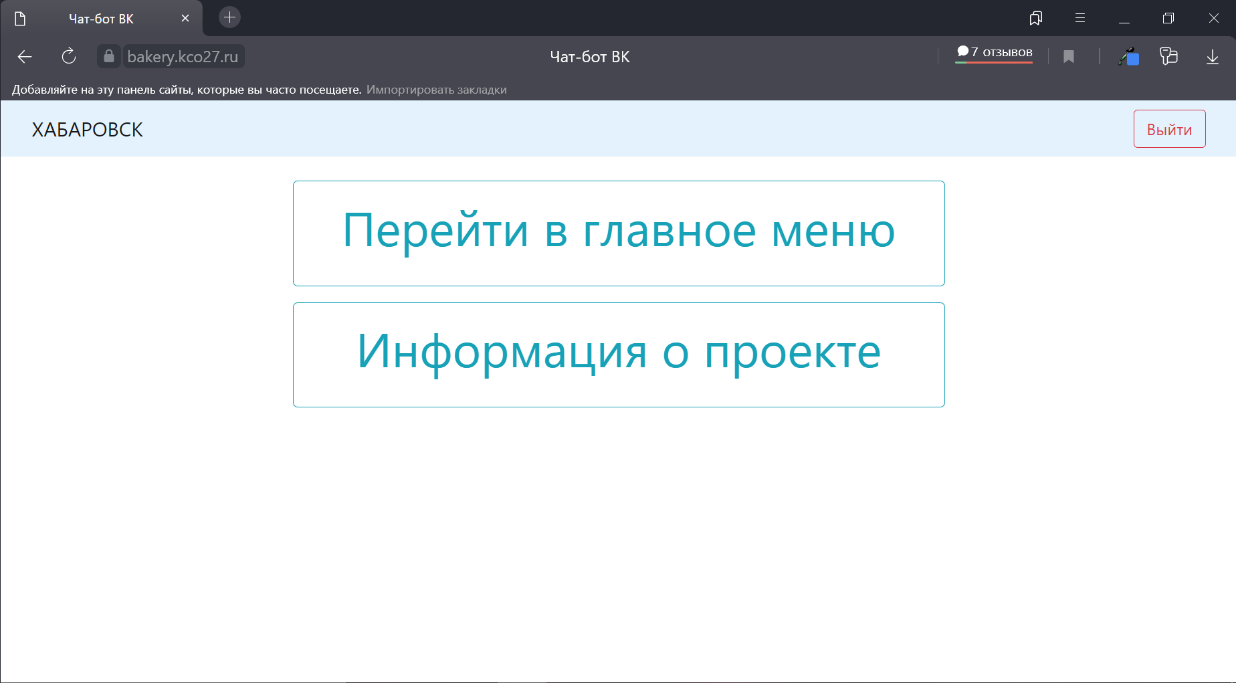 Чат-бот ВК
bakery.kco27.ru
Чат-бот ВК
7 отзывов
Добавляйте на эту панель сайты, которые вы часто посещаете. Импортировать закладки
ХАБАРОВСК
Выйти
Перейти в главное меню
Информация о проекте